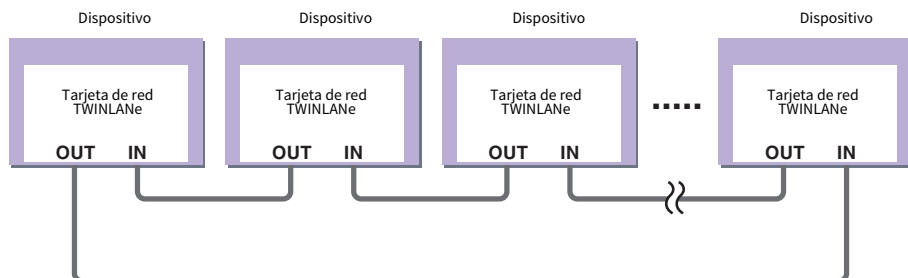 Dispositivo Dispositivo Dispositivo Dispositivo
Tarjeta de red Tarjeta de red Tarjeta de red Tarjeta de red
TWINLANe TWINLANe TWINLANe ..... TWINLANe
OUT IN OUT IN OUT IN OUT IN